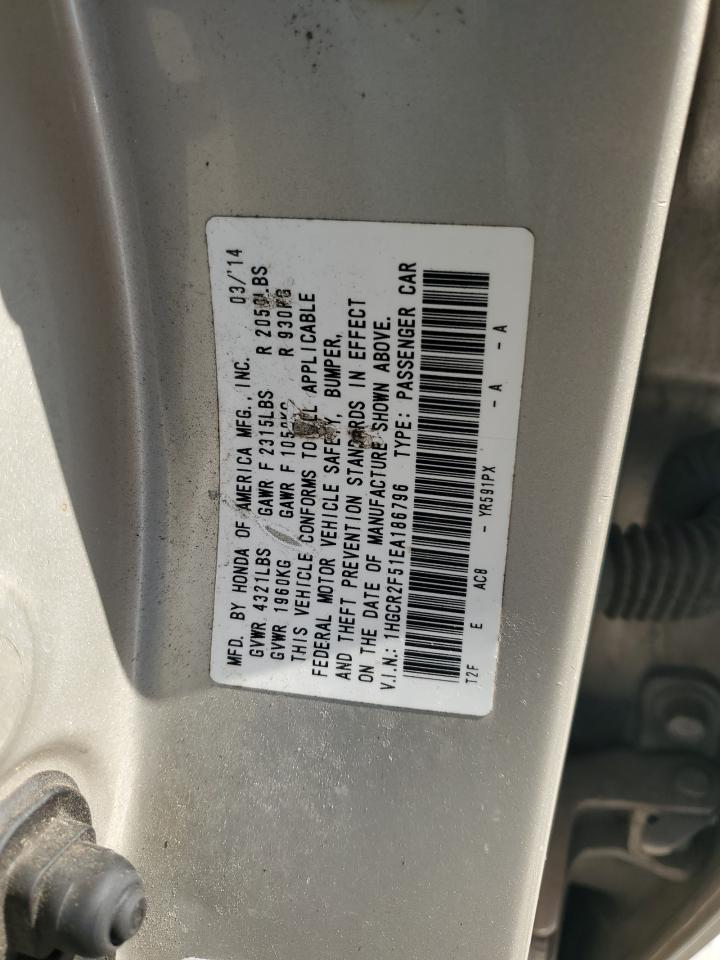 MFD. BY HONDA OF AMERICA MFG., INC. 03/'14
GVWR 4321LBS GAWR F 2315LBS R 2050LBS
GVWR 1960KG GAWR F 1050KG R 930KG
THIS VEHICLE CONFORMS TO ALL APPLICABLE
FEDERAL MOTOR VEHICLE SAFETY, BUMPER,
AND THEFT PREVENTION STANDARDS IN EFFECT
ON THE DATE OF MANUFACTURE SHOWN ABOVE.
V.I.N.: 1HGCR2F51EA186796 TYPE: PASSENGER CAR
T2F E AC8 - YR591PX - A - A